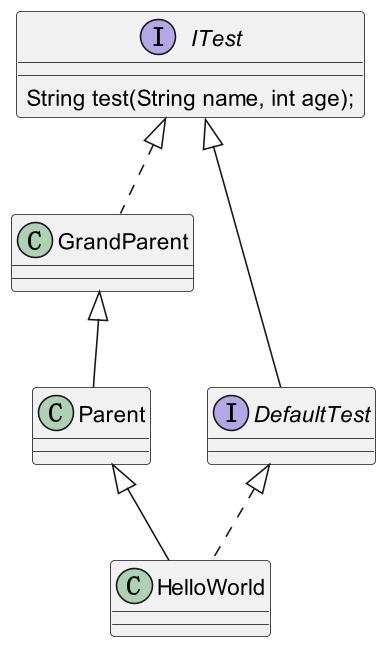 I ITest
String test(String name, int age);
C GrandParent
C Parent
I DefaultTest
C HelloWorld